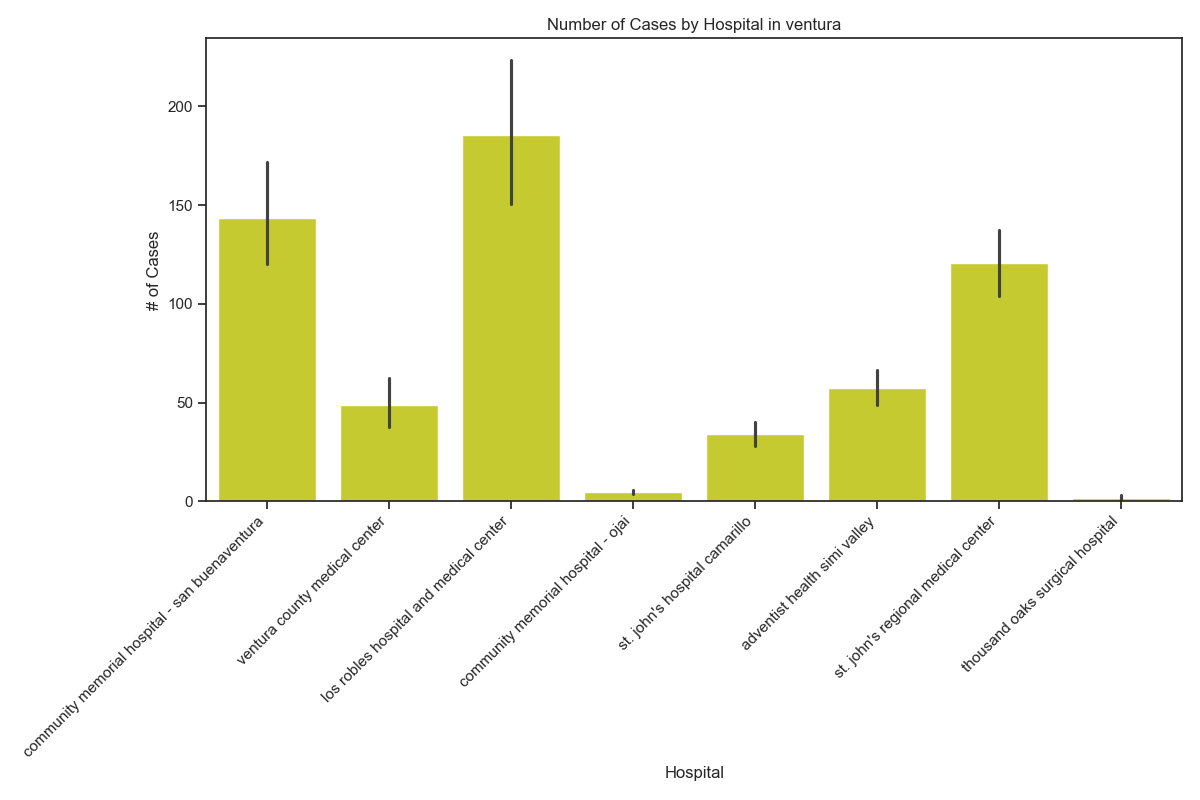 Number of Cases by Hospital in ventura
# of Cases
200
150
100
50
0
community memorial hospital - san buenaventura
ventura county medical center
los robles hospital and medical center
community memorial hospital - ojai
st. john's hospital camarillo
adventist health simi valley
st. john's regional medical center
thousand oaks surgical hospital
Hospital